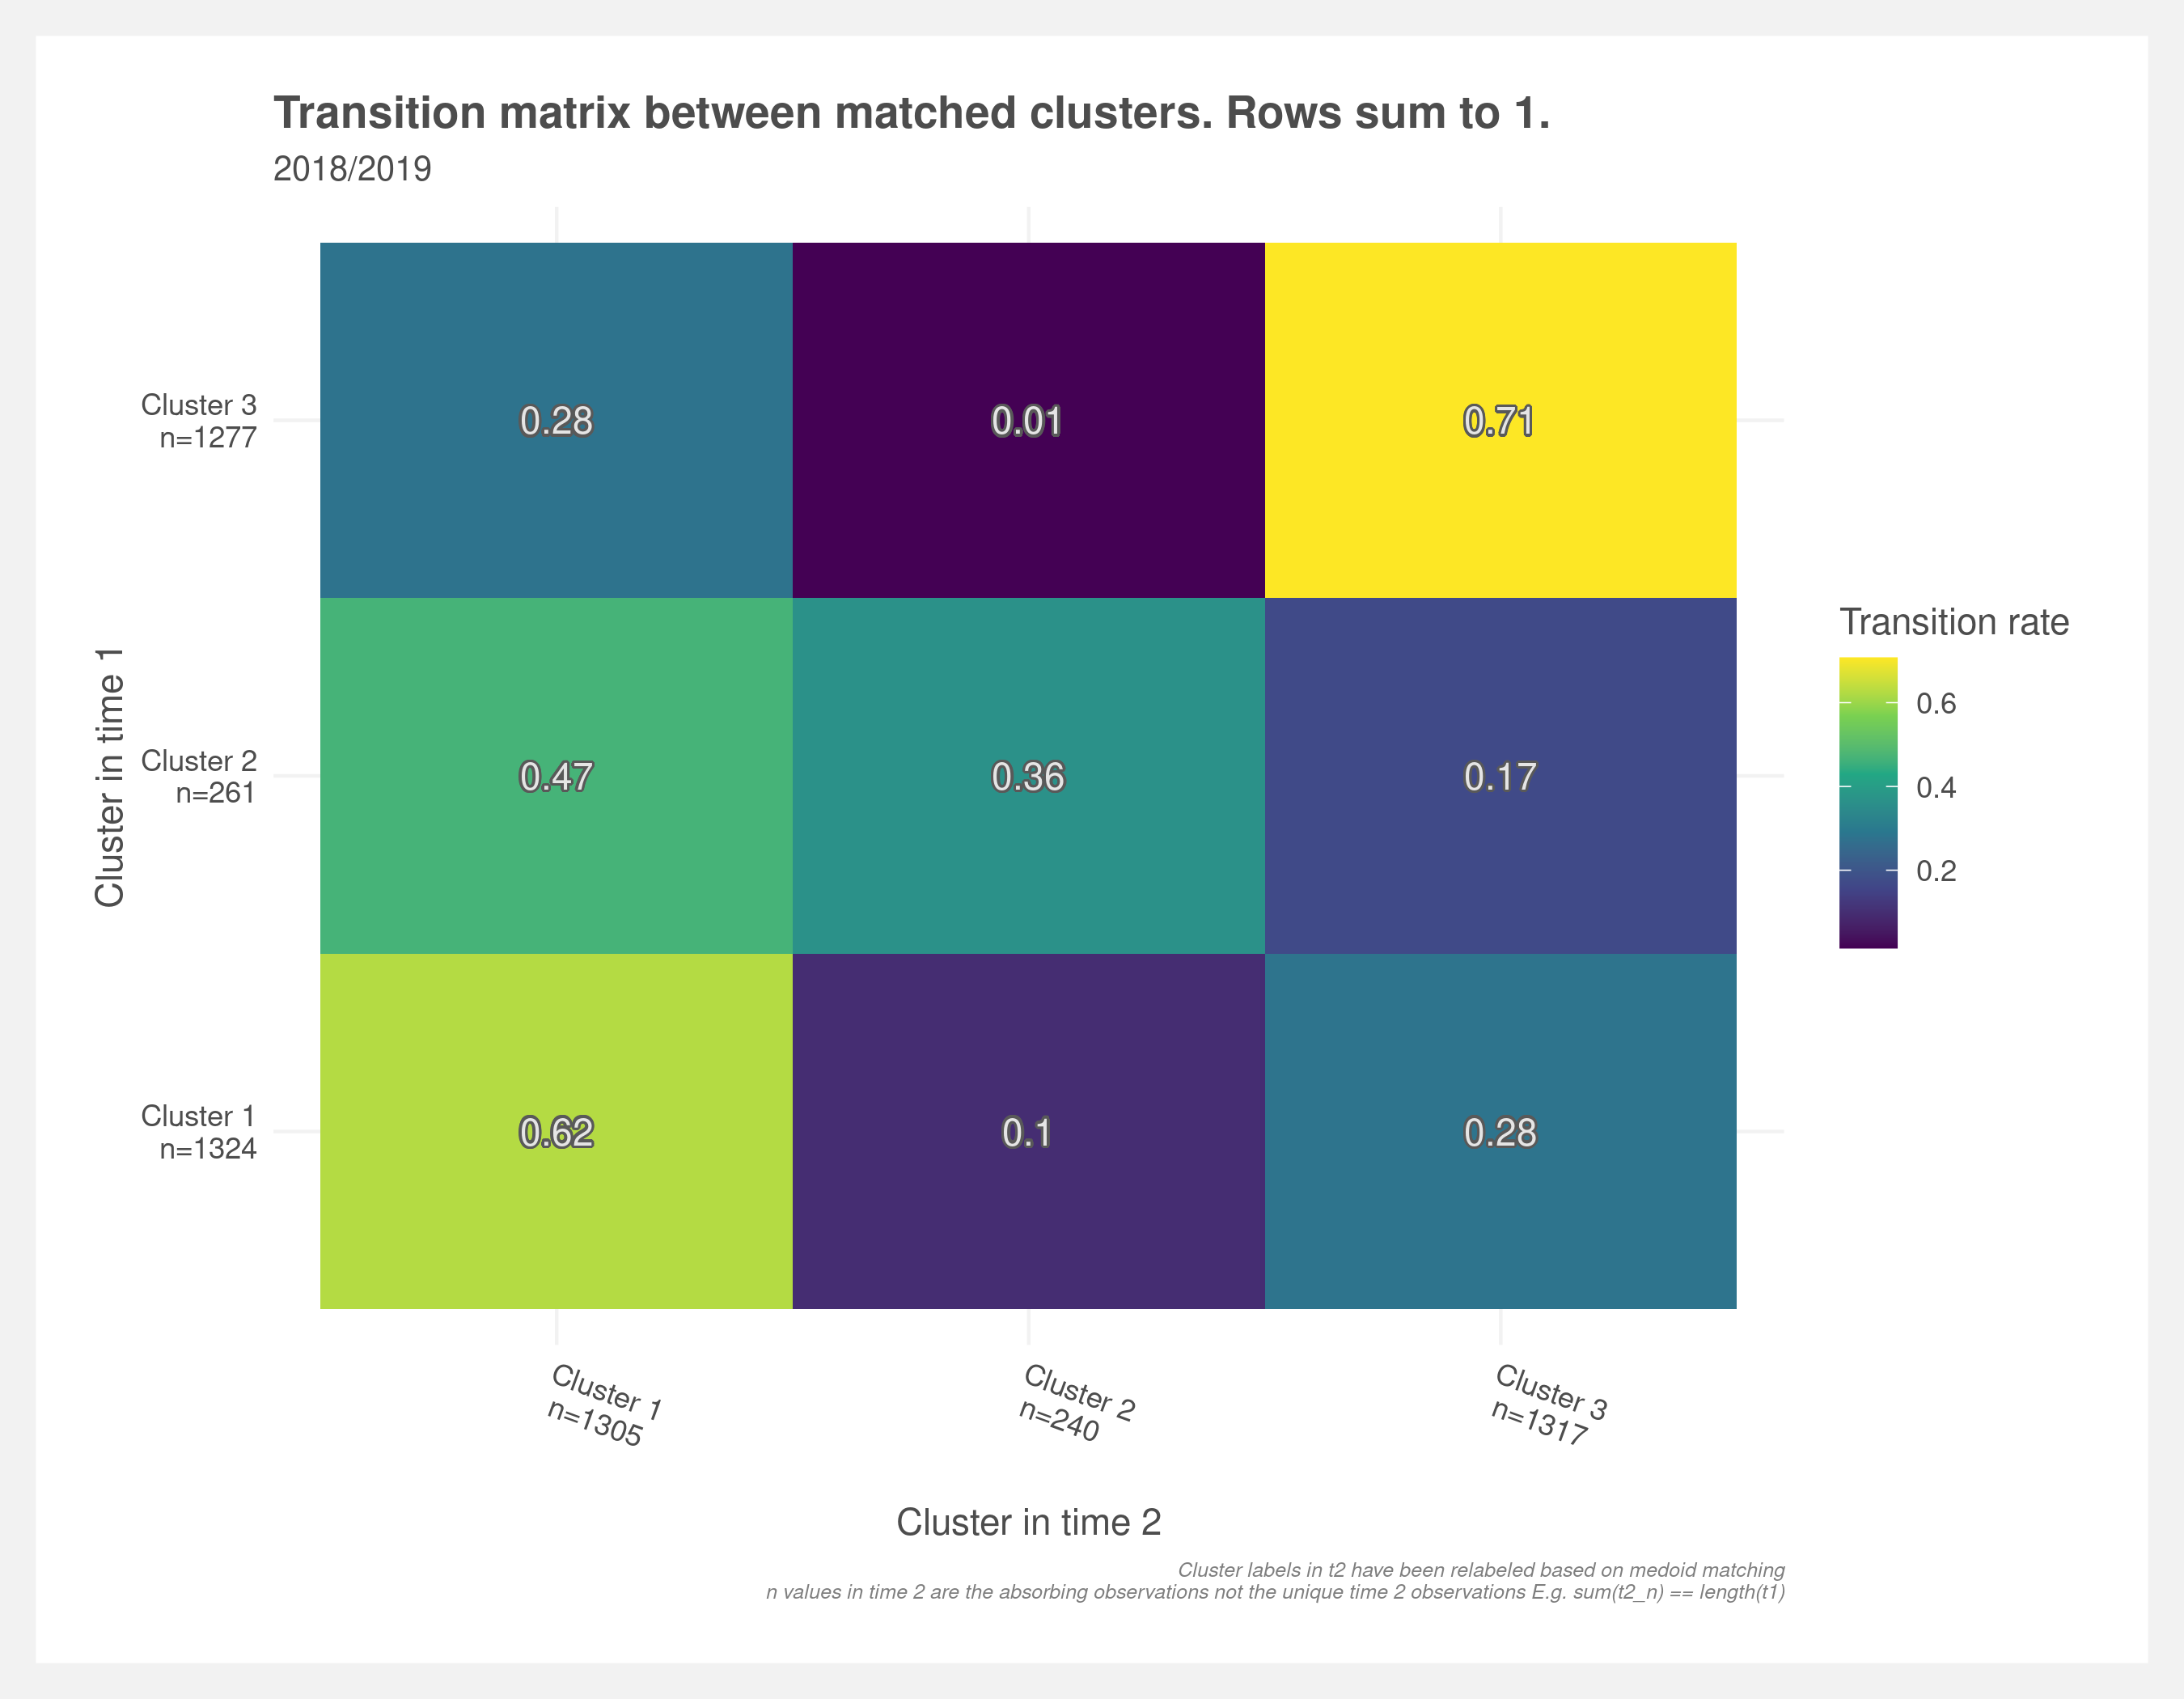 Transition matrix between matched clusters. Rows sum to 1.
2018/2019
Cluster in time 1
Cluster 3
n=1277
0.28
0.01
0.71
Cluster 2
n=261
0.47
0.36
0.17
Cluster 1
n=1324
0.62
0.1
0.28
Transition rate
0.6
0.4
0.2
Cluster 1
n=1305
Cluster 2
n=240
Cluster 3
n=1317
Cluster in time 2
Cluster labels in t2 have been relabeled based on medoid matching
n values in time 2 are the absorbing observations not the unique time 2 observations E.g. sum(t2_n) == length(t1)